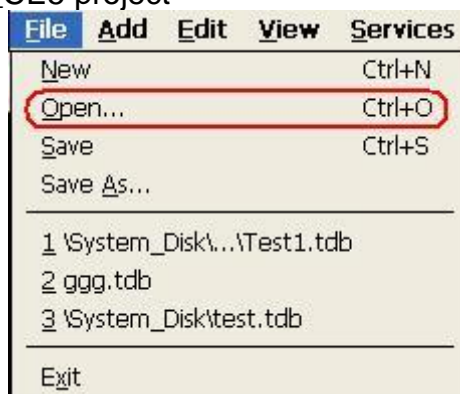 project
File Add Edit View Services
New Ctrl+N
Open... Ctrl+O
Save Ctrl+S
Save As...
1 \System_Disk\...\Test1.tdb
2 ggg.tdb
3 \System_Disk\test.tdb
Exit